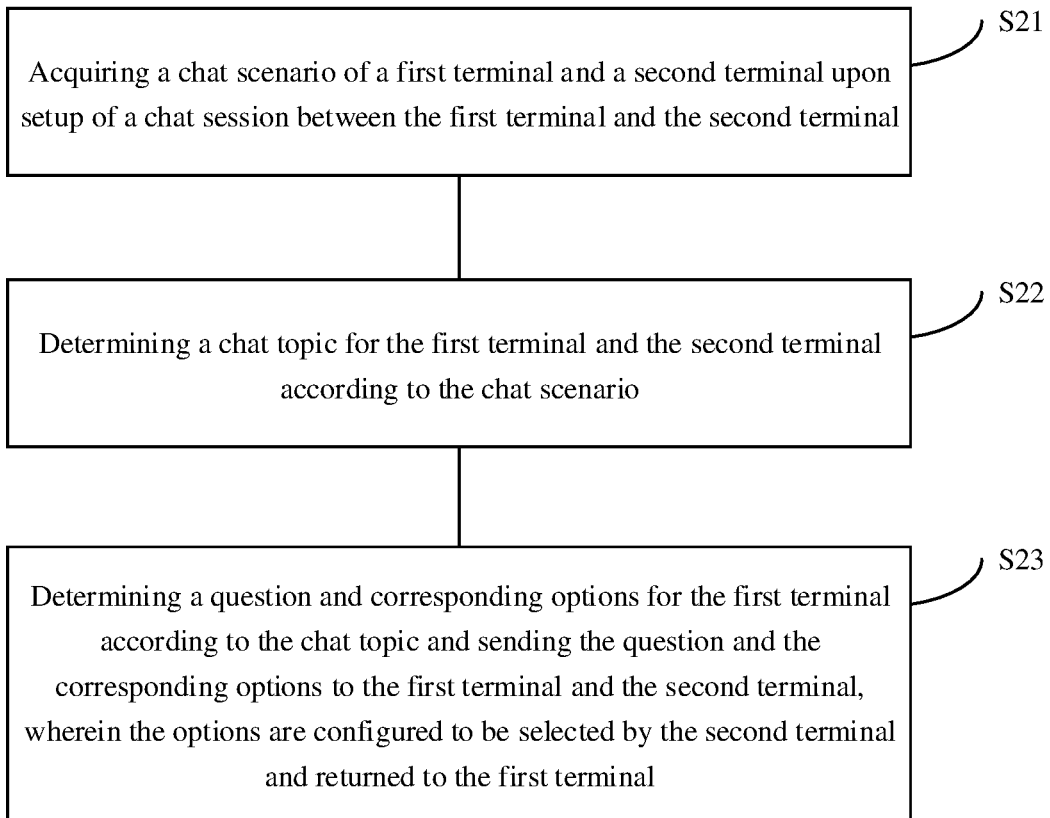 S21
Acquiring a chat scenario of a first terminal and a second terminal upon
setup of a chat session between the first terminal and the second terminal
S22
Determining a chat topic for the first terminal and the second terminal
according to the chat scenario
S23
Determining a question and corresponding options for the first terminal
according to the chat topic and sending the question and the
corresponding options to the first terminal and the second terminal,
wherein the options are configured to be selected by the second terminal
and returned to the first terminal